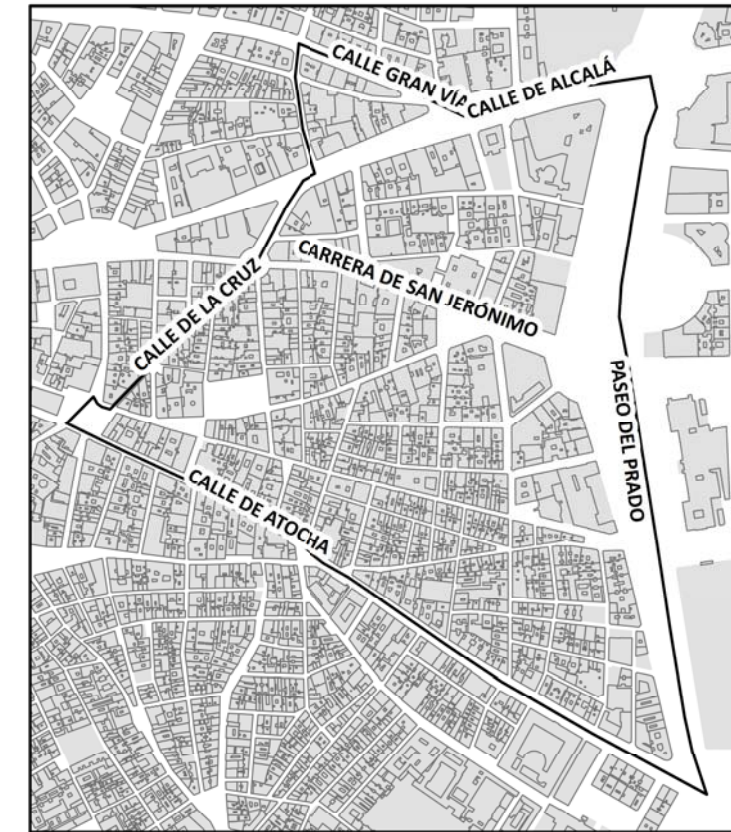 CALLE GRAN VÍA
CALLE DE ALCALÁ
CARRERA DE SAN JERÓNIMO
CALLE DE LA CRUZ
PASEO DEL PRADO
CALLE DE ATOCHA